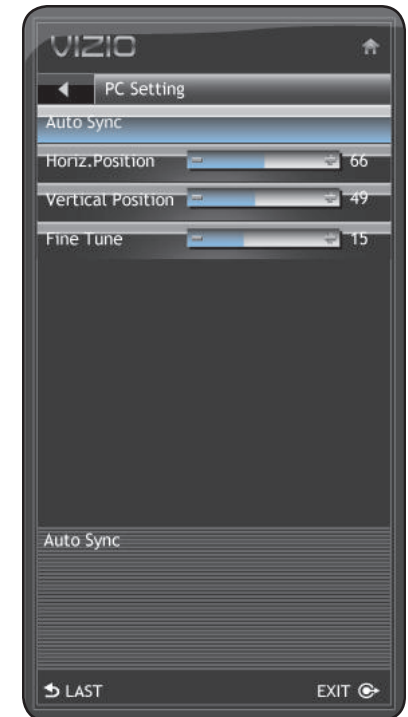 VIZIO
PC Setting
Auto Sync
Horiz.Position 66
Vertical Position 49
Fine Tune 15
Auto Sync
LAST EXIT